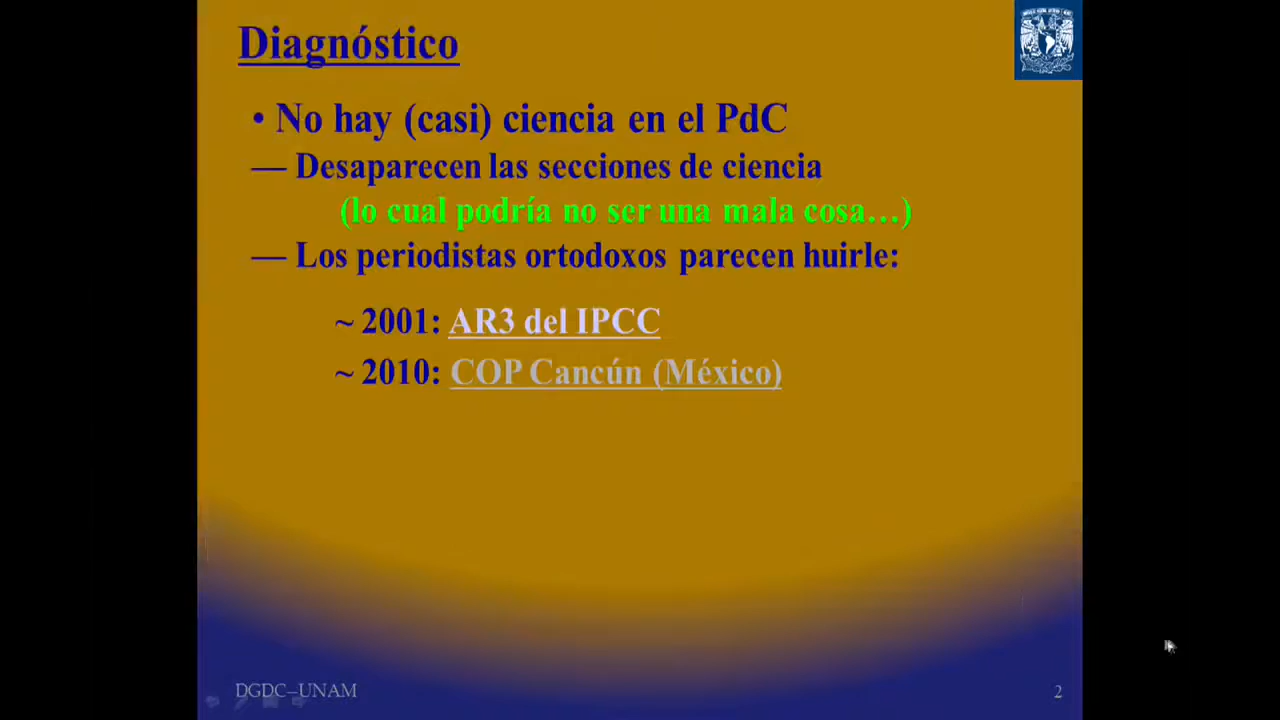 Diagnóstico
• No hay (casi) ciencia en el PdC
— Desaparecen las secciones de ciencia
(lo cual podría no ser una mala cosa…)
— Los periodistas ortodoxos parecen huirle:
~ 2001: AR3 del IPCC
~ 2010: COP Cancún (México)
DGDC–UNAM
2